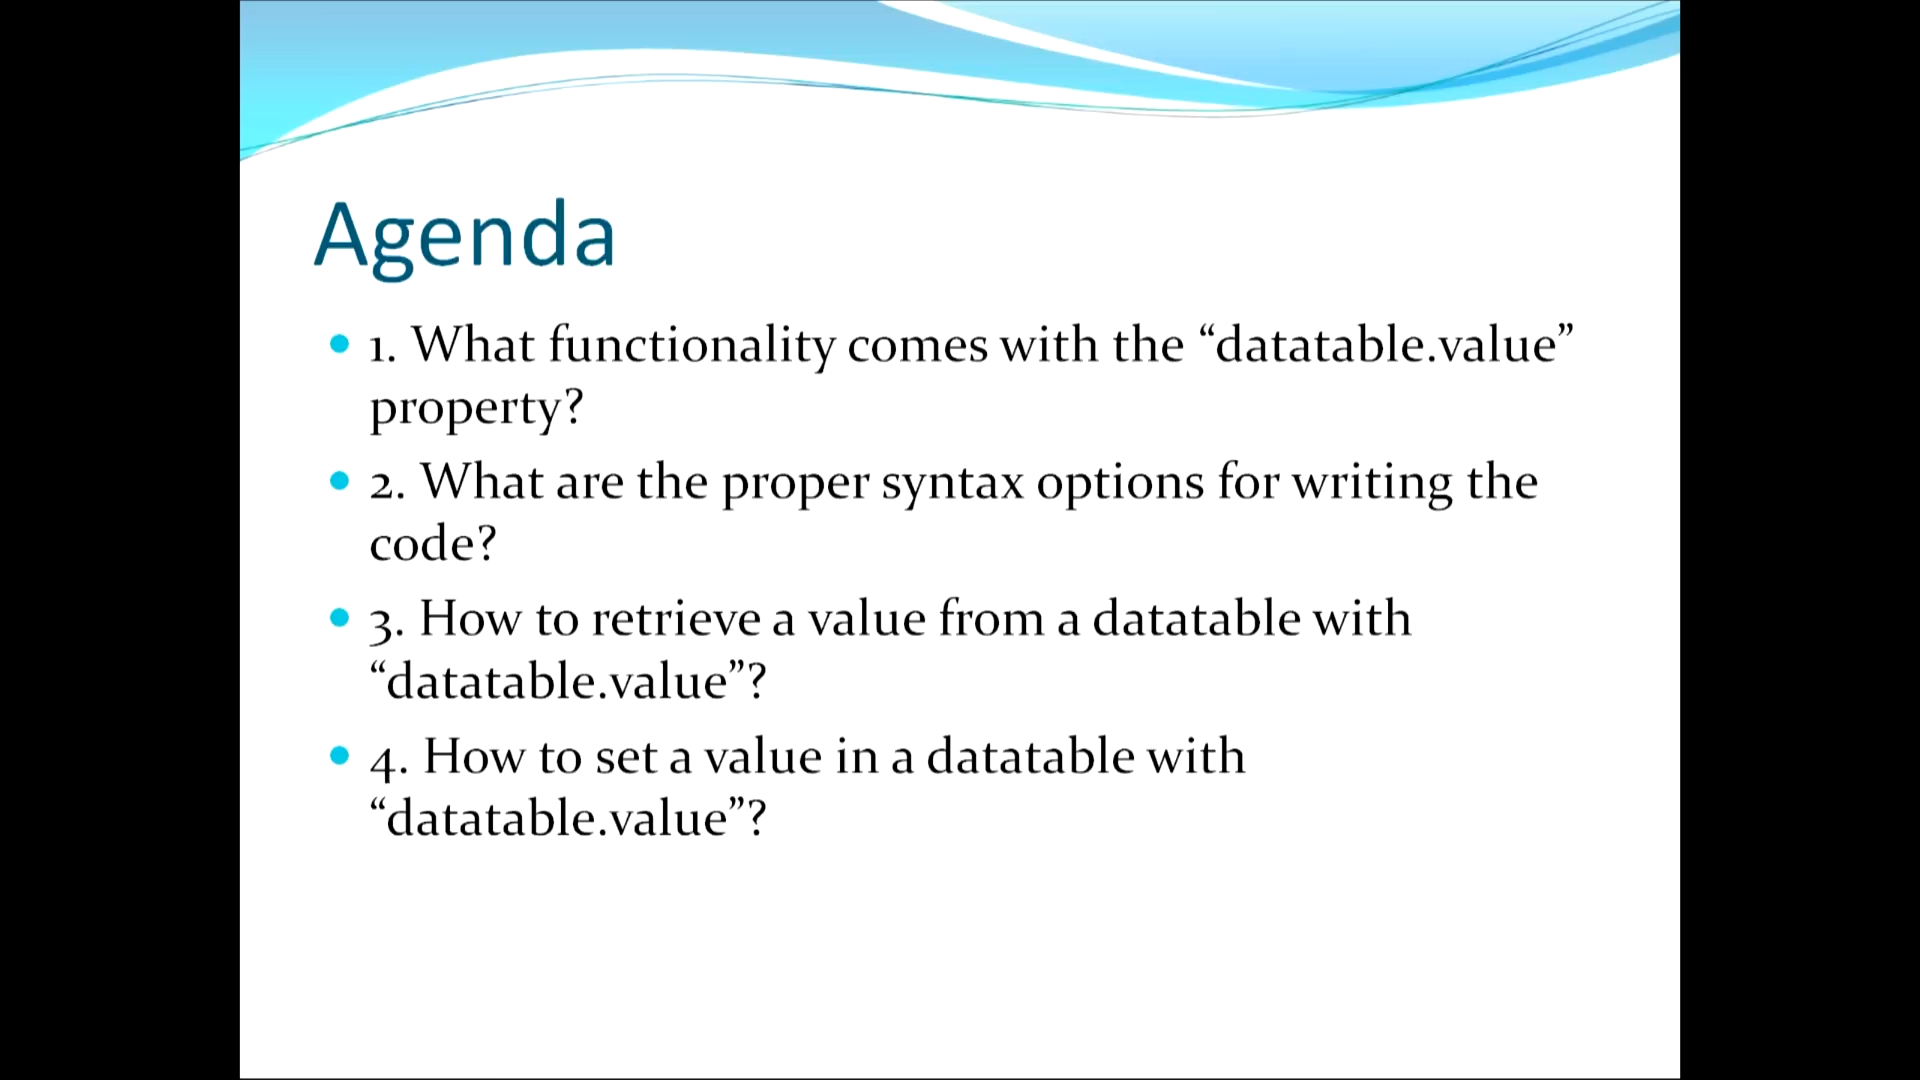 Agenda
• 1. What functionality comes with the “datatable.value”
property?
• 2. What are the proper syntax options for writing the
code?
• 3. How to retrieve a value from a datatable with
“datatable.value”?
• 4. How to set a value in a datatable with
“datatable.value”?